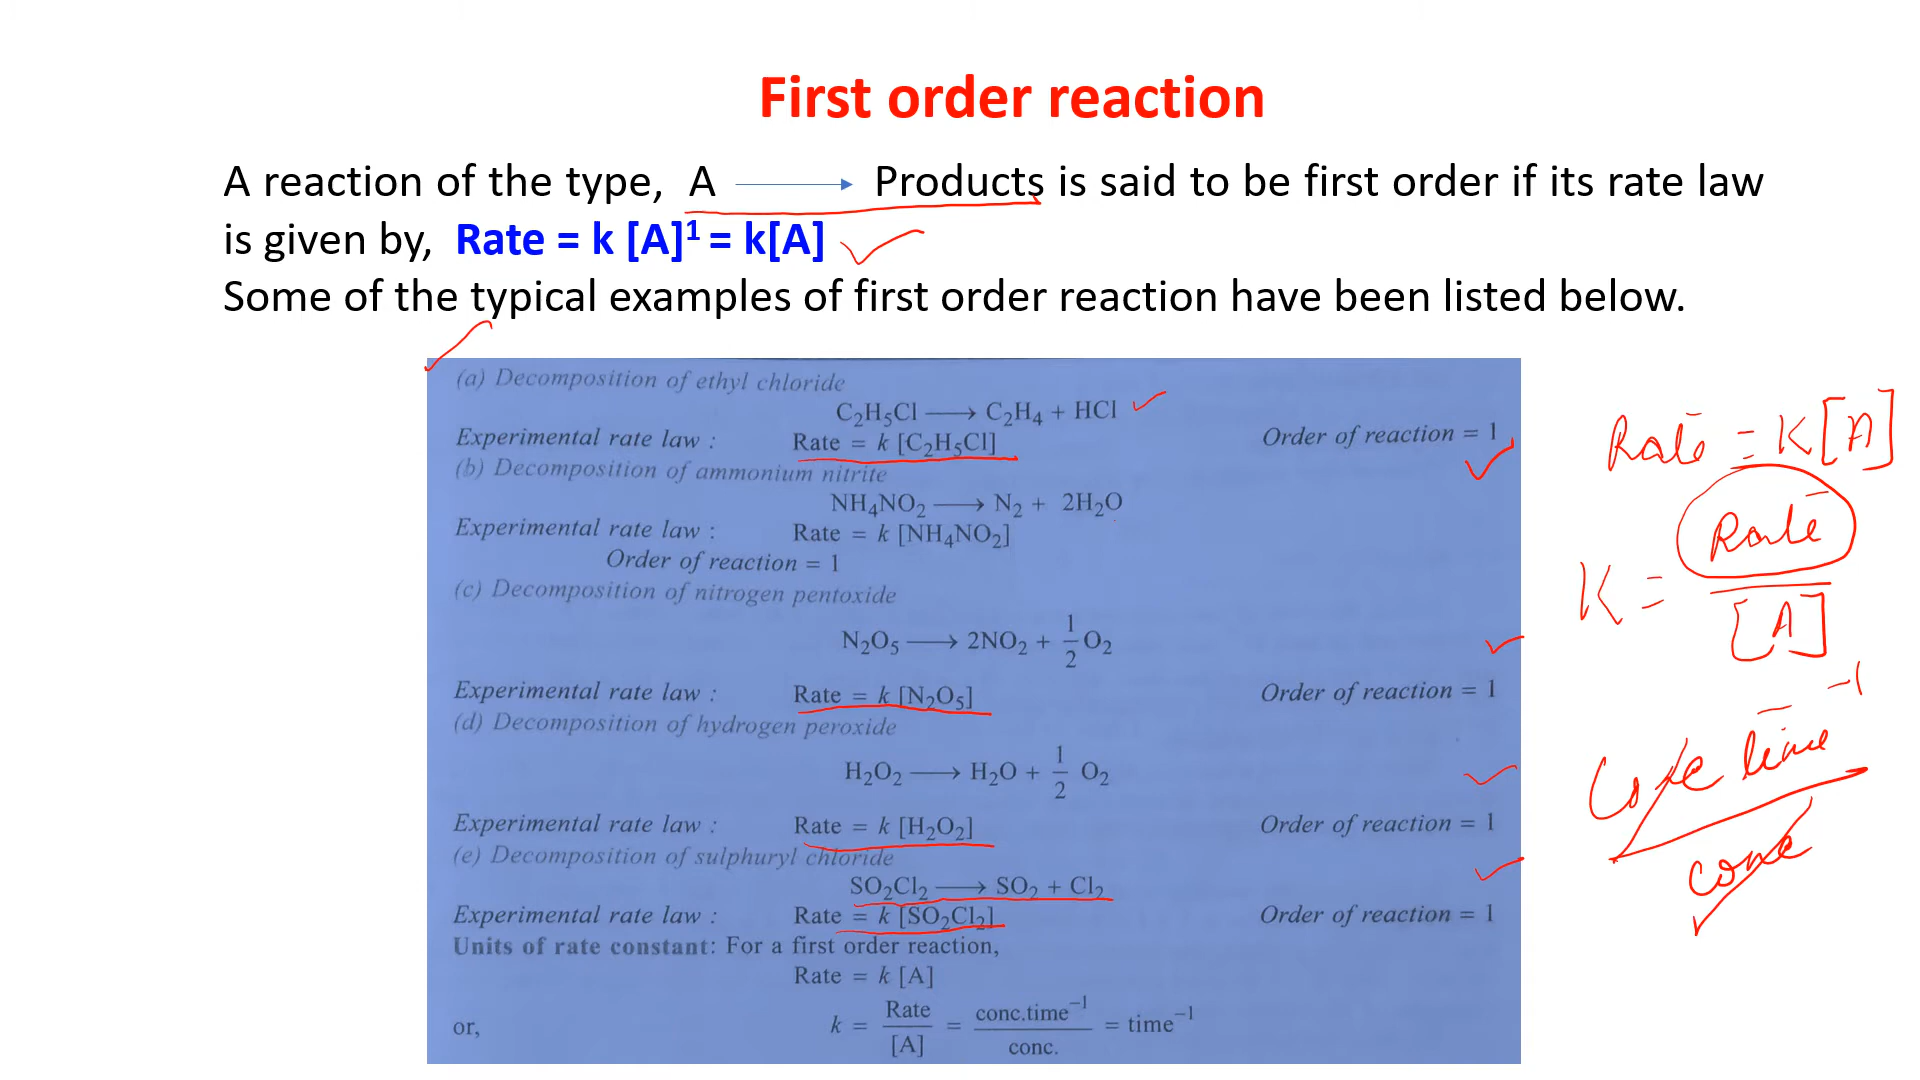 First order reaction
A reaction of the type, A ⟶ Products is said to be first order if its rate law
is given by, Rate = k [A]¹ = k[A]
Some of the typical examples of first order reaction have been listed below.
(a) Decomposition of ethyl chloride
C₂H₅Cl ⟶ C₂H₄ + HCl
Experimental rate law : Rate = k [C₂H₅Cl] Order of reaction = 1
(b) Decomposition of ammonium nitrite
NH₄NO₂ ⟶ N₂ + 2H₂O
Experimental rate law : Rate = k [NH₄NO₂]
Order of reaction = 1
(c) Decomposition of nitrogen pentoxide
N₂O₅ ⟶ 2NO₂ + 1/2 O₂
Experimental rate law : Rate = k [N₂O₅] Order of reaction = 1
(d) Decomposition of hydrogen peroxide
H₂O₂ ⟶ H₂O + 1/2 O₂
Experimental rate law : Rate = k [H₂O₂] Order of reaction = 1
(e) Decomposition of sulphuryl chloride
SO₂Cl₂ ⟶ SO₂ + Cl₂
Experimental rate law : Rate = k [SO₂Cl₂] Order of reaction = 1
Units of rate constant: For a first order reaction,
Rate = k [A]
or, k = Rate/[A] = conc.time⁻¹/conc. = time⁻¹
Rate = K[A]
K = Rate/[A]
Conc time⁻¹
conc